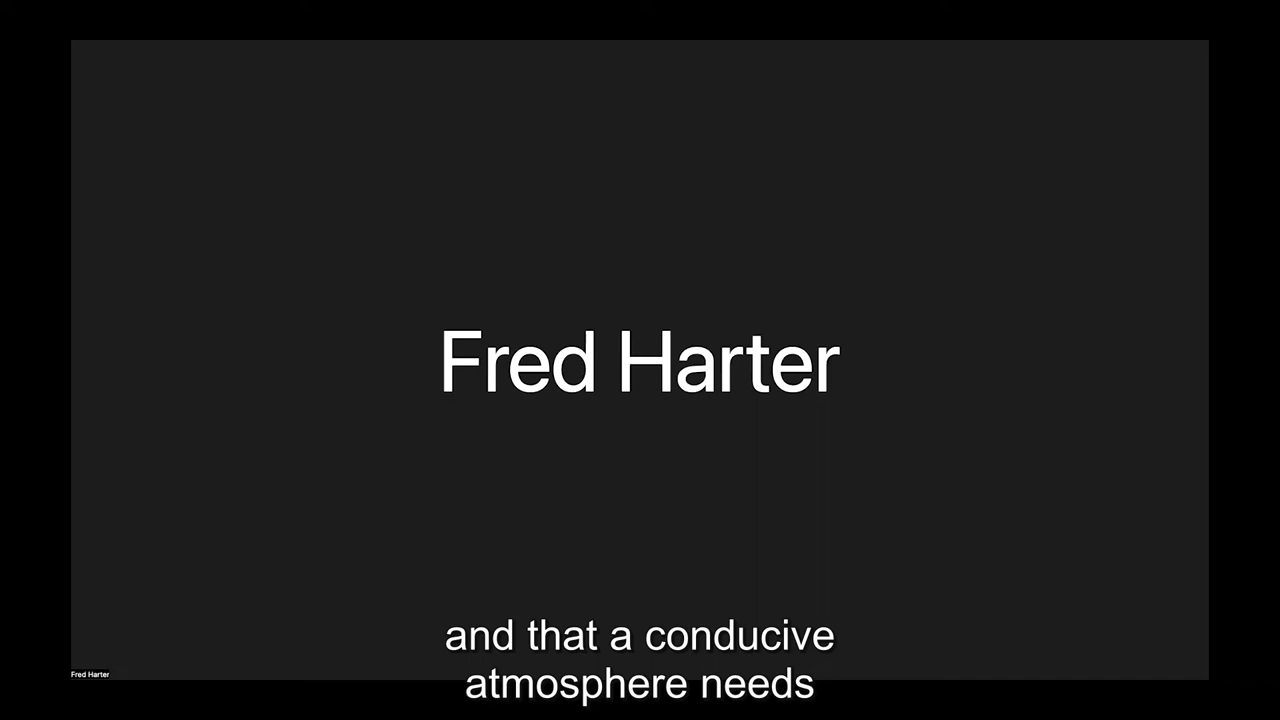 Fred Harter
Fred Harter
and that a conducive
atmosphere needs